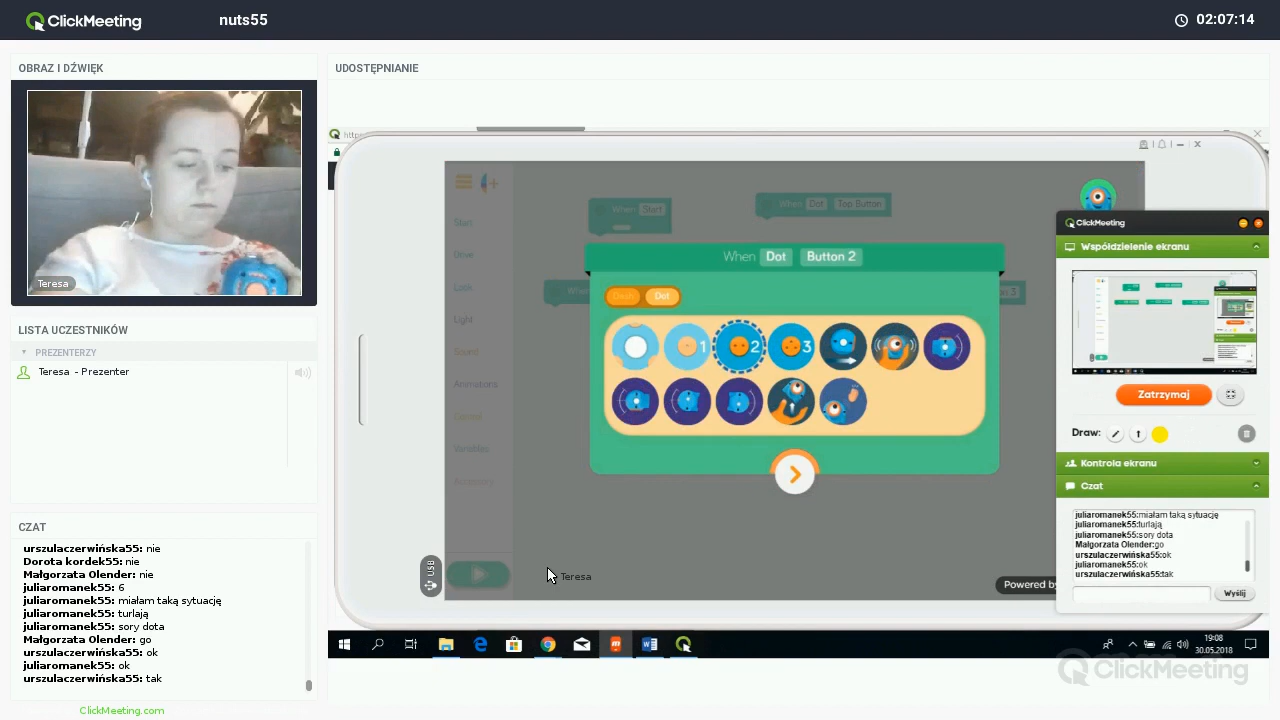 ClickMeeting
nuts55
02:07:14
OBRAZ I DŹWIĘK
UDOSTĘPNIANIE
Teresa
LISTA UCZESTNIKÓW
PREZENTERZY
Teresa - Prezenter
CZAT
urszulaczerwińska55: nie
Dorota kordek55: nie
Małgorzata Olender: nie
juliaromanek55: 6
juliaromanek55: miałam taką sytuację
juliaromanek55: turlają
juliaromanek55: sory dota
Małgorzata Olender: go
urszulaczerwińska55: ok
juliaromanek55: ok
urszulaczerwińska55: tak
ClickMeeting.com
Start
Drive
Look
Light
Sound
Animations
Control
Variables
Accessory
When Start
When Dot Top Button
When Dot Button 2
Dash Dot
1
2
3
USB
Teresa
Powered by
ClickMeeting
Współdzielenie ekranu
Zatrzymaj
Draw:
Kontrola ekranu
Czat
juliaromanek55:miałam taką sytuację
juliaromanek55:turlają
juliaromanek55:sory dota
Małgorzata Olender:go
urszulaczerwińska55:ok
juliaromanek55:ok
urszulaczerwińska55:tak
Wyślij
19:08
30.05.2018
ClickMeeting